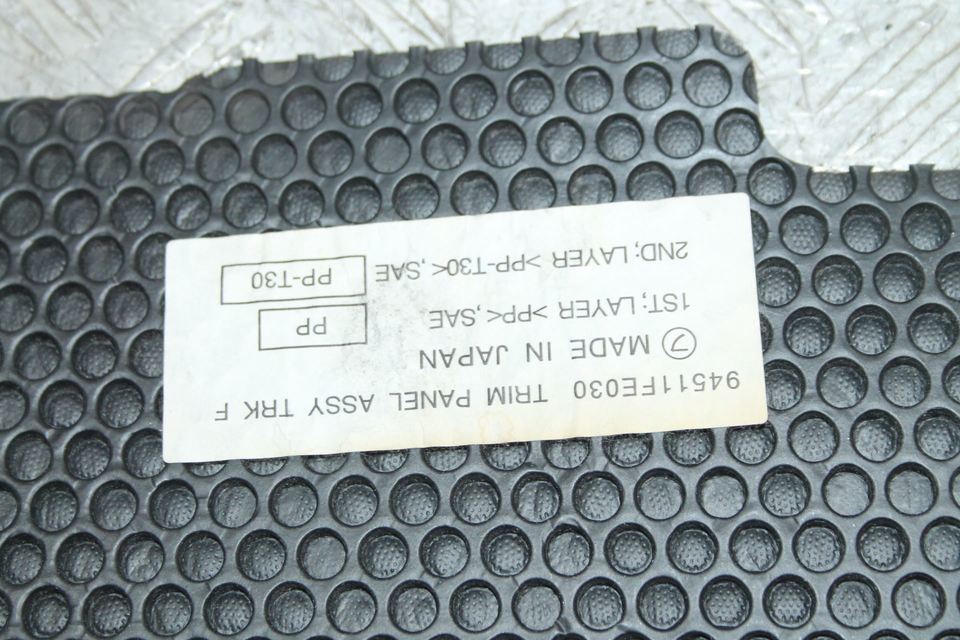 94511FE030 TRIM PANEL ASSY TRK F
㋐ MADE IN JAPAN
1ST; LAYER >PP<, SAE PP
2ND; LAYER >PP-T30<, SAE PP-T30